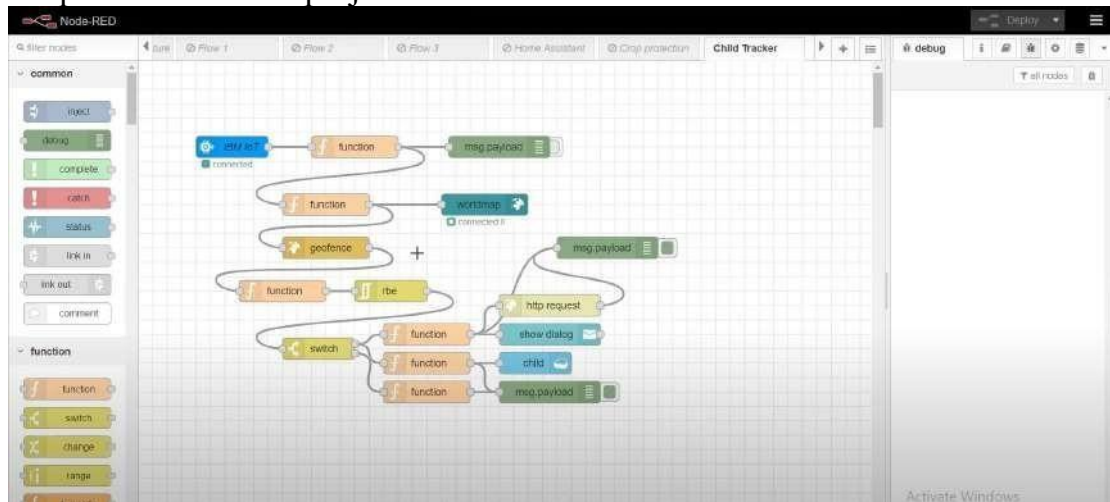 Node-RED
Deploy
filter nodes
Flow 1
Flow 2
Flow 3
Home Assistant
Crop protection
Child Tracker
debug
i
common
all nodes
inject
debug
complete
catch
status
link in
link out
comment
function
function
switch
change
range
IBM IoT
connected
function
msg.payload
function
worldmap
geofence
msg.payload
function
rbe
http request
switch
function
show dialog
function
child
function
msg.payload
Activate Windows